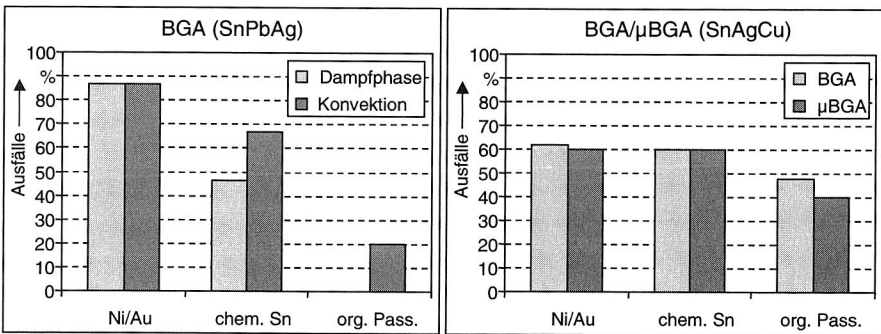 BGA (SnPbAg)
100
%
80
70
60
50
40
30
20
10
0
Ausfälle
Dampfphase
Konvektion
Ni/Au
chem. Sn
org. Pass.
BGA/µBGA (SnAgCu)
100
%
80
70
60
50
40
30
20
10
0
Ausfälle
BGA
µBGA
Ni/Au
chem. Sn
org. Pass.